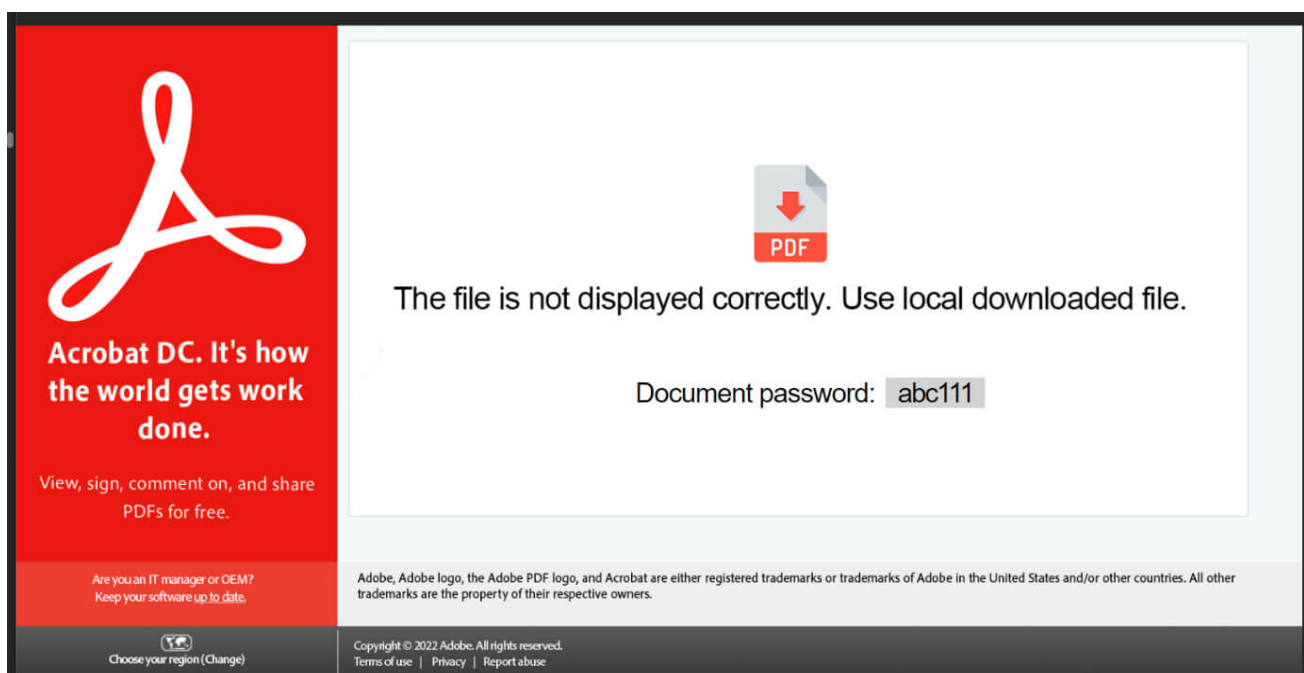 Acrobat DC. It's how
the world gets work
done.
View, sign, comment on, and share
PDFs for free.
Are you an IT manager or OEM?
Keep your software up to date.
Choose your region (Change)
PDF
The file is not displayed correctly. Use local downloaded file.
Document password: abc111
Adobe, Adobe logo, the Adobe PDF logo, and Acrobat are either registered trademarks or trademarks of Adobe in the United States and/or other countries. All other
trademarks are the property of their respective owners.
Copyright © 2022 Adobe. All rights reserved.
Terms of use | Privacy | Report abuse